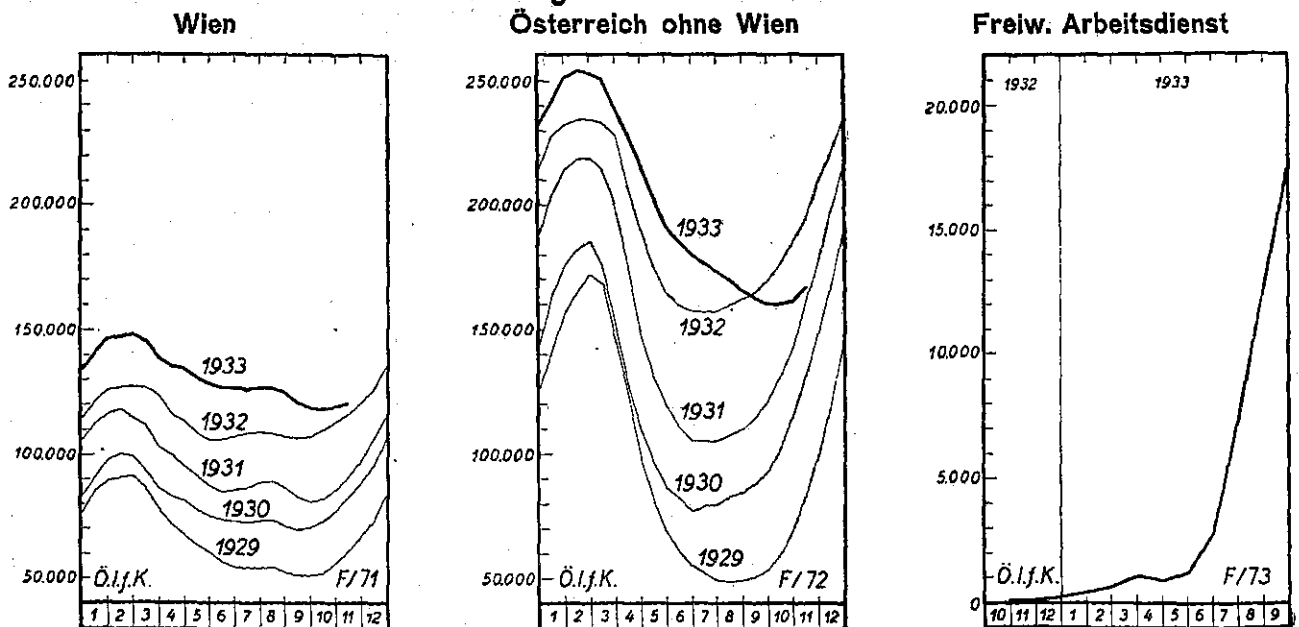 Wien
250.000
200.000
150.000
100.000
50.000
1933
1932
1931
1930
1929
Ö.I.f.K.
F/71
1 2 3 4 5 6 7 8 9 10 11 12
Österreich ohne Wien
250.000
200.000
150.000
100.000
50.000
1933
1932
1931
1930
1929
Ö.I.f.K.
F/72
1 2 3 4 5 6 7 8 9 10 11 12
Freiw. Arbeitsdienst
1932
1933
20.000
15.000
10.000
5.000
0
Ö.I.f.K.
F/73
10 11 12 1 2 3 4 5 6 7 8 9